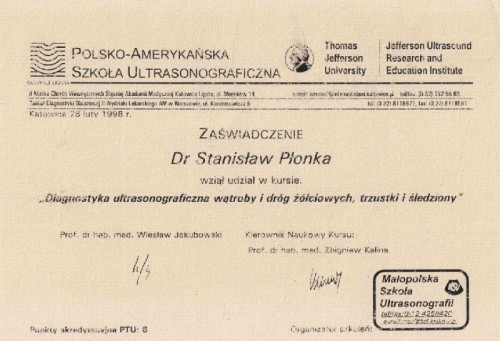 POLSKO-AMERYKAŃSKA
SZKOŁA ULTRASONOGRAFICZNA
Thomas
Jefferson
University
Jefferson Ultrasound
Research and
Education Institute
Katowice 28 luty 1998 r.
ZAŚWIADCZENIE
Dr Stanisław Płonka
wziął udział w kursie.
„Diagnostyka ultrasonograficzna wątroby i dróg żółciowych, trzustki i śledziony"
Prof. dr hab. med. Wiesław Jakubowski
Kierownik Naukowy Kursu:
Prof. dr hab. med. Zbigniew Kalina
Małopolska
Szkoła
Ultrasonografii
Punkty akredytacyjne PTU: 8
Organizator szkoleń: